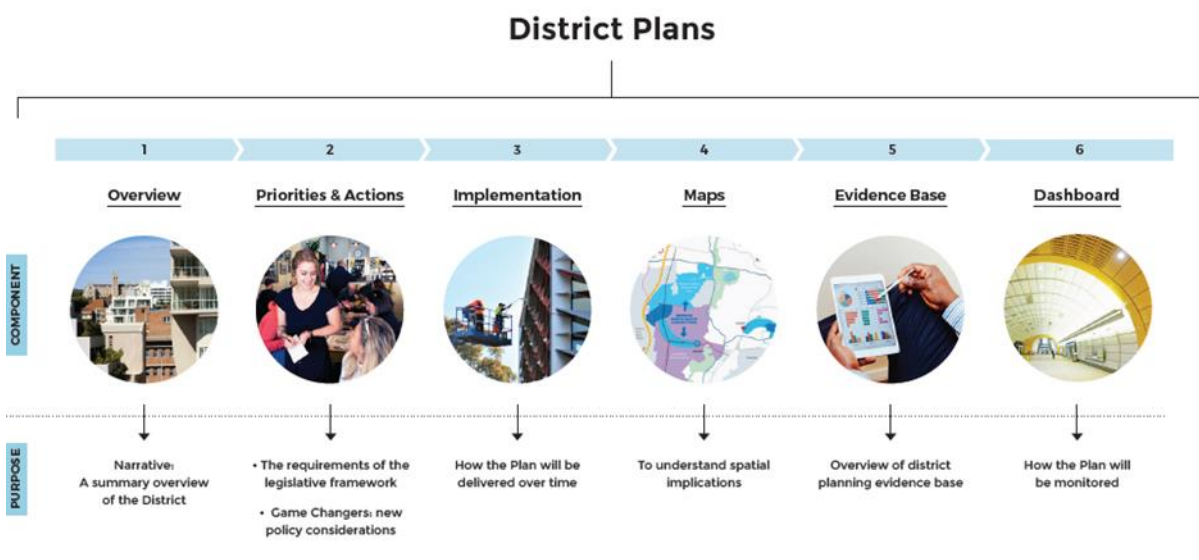 District Plans
1
2
3
4
5
6
Overview
Priorities & Actions
Implementation
Maps
Evidence Base
Dashboard
COMPONENT
PURPOSE
Narrative:
A summary overview
of the District
• The requirements of the
legislative framework
• Game Changers: new
policy considerations
How the Plan will be
delivered over time
To understand spatial
implications
Overview of district
planning evidence base
How the Plan will
be monitored